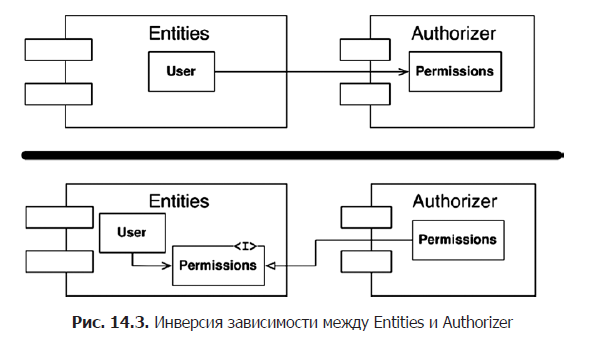 Entities
Authorizer
User
Permissions
Entities
Authorizer
User
<I>
Permissions
Permissions
Рис. 14.3. Инверсия зависимости между Entities и Authorizer